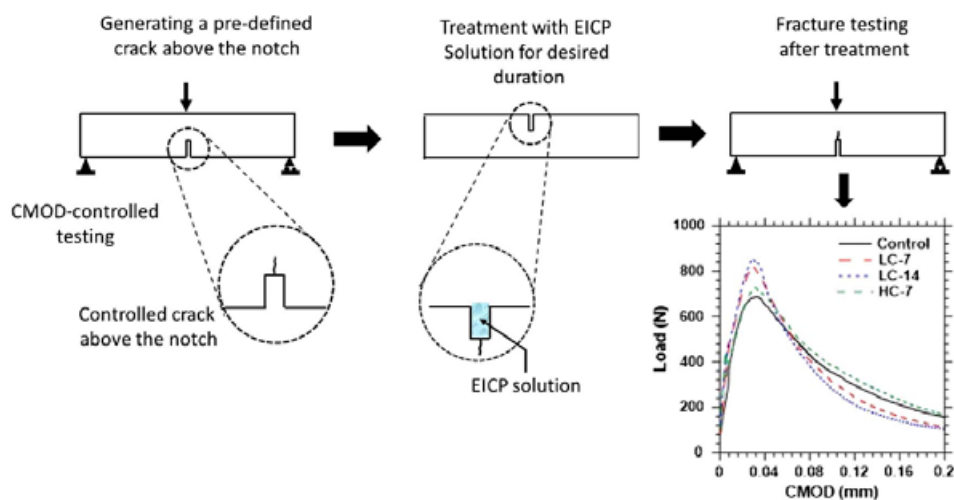 Generating a pre-defined
crack above the notch
Treatment with EICP
Solution for desired
duration
Fracture testing
after treatment
CMOD-controlled
testing
Controlled crack
above the notch
EICP solution
1000
800
600
400
200
0
Load (N)
Control
LC-7
LC-14
HC-7
0 0.04 0.08 0.12 0.16 0.2
CMOD (mm)